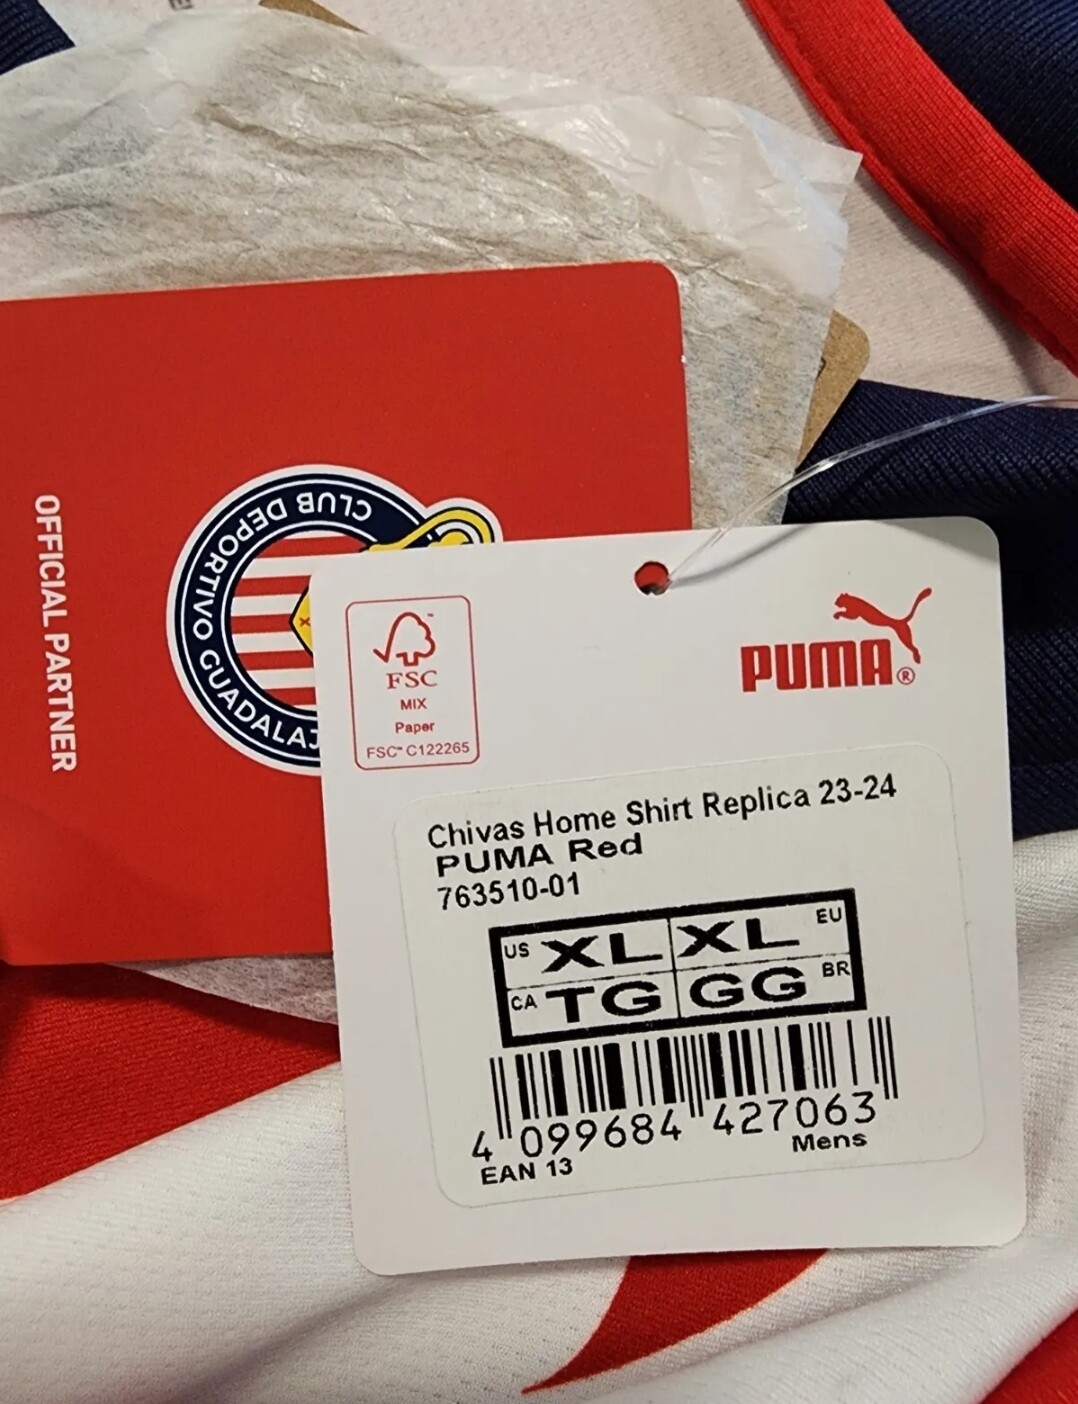 OFFICIAL PARTNER
CLUB DEPORTIVO GUADALAJ
FSC
MIX
Paper
FSC™ C122265
PUMA®
Chivas Home Shirt Replica 23-24
PUMA Red
763510-01
US XL XL EU
CA TG GG BR
4 099684 427063
EAN 13 Mens